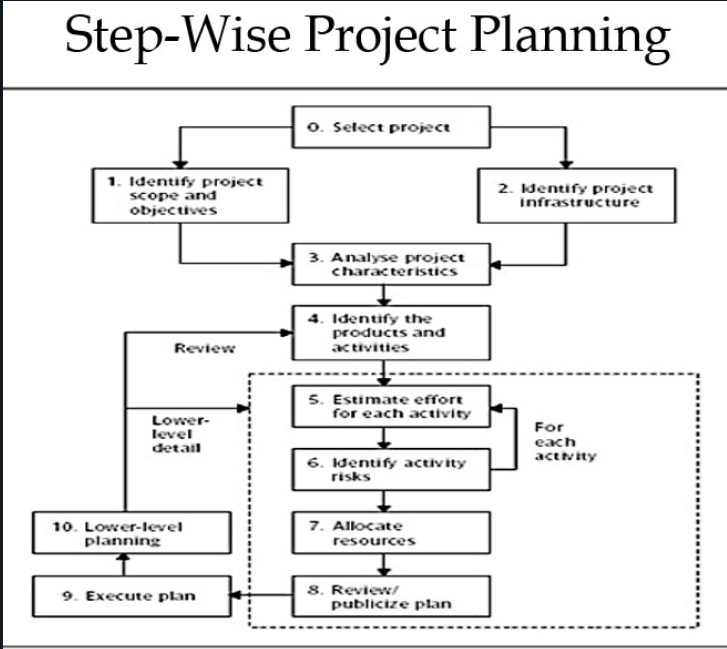 Step-Wise Project Planning
0. Select project
1. Identify project
scope and
objectives
2. Identify project
infrastructure
3. Analyse project
characteristics
4. Identify the
products and
activities
Review
5. Estimate effort
for each activity
Lower-
level
detail
For
each
activity
6. Identify activity
risks
10. Lower-level
planning
7. Allocate
resources
9. Execute plan
8. Review/
publicize plan